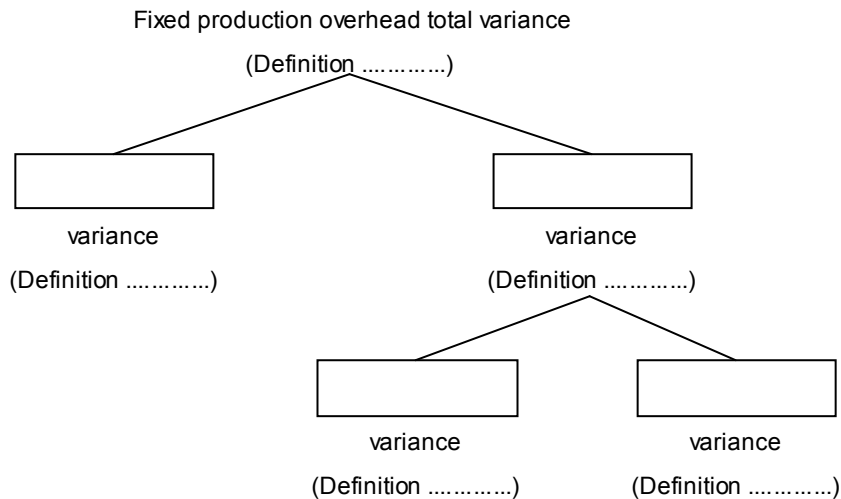 Fixed production overhead total variance
(Definition .............)
variance
variance
(Definition .............)
(Definition .............)
variance
variance
(Definition .............)
(Definition .............)